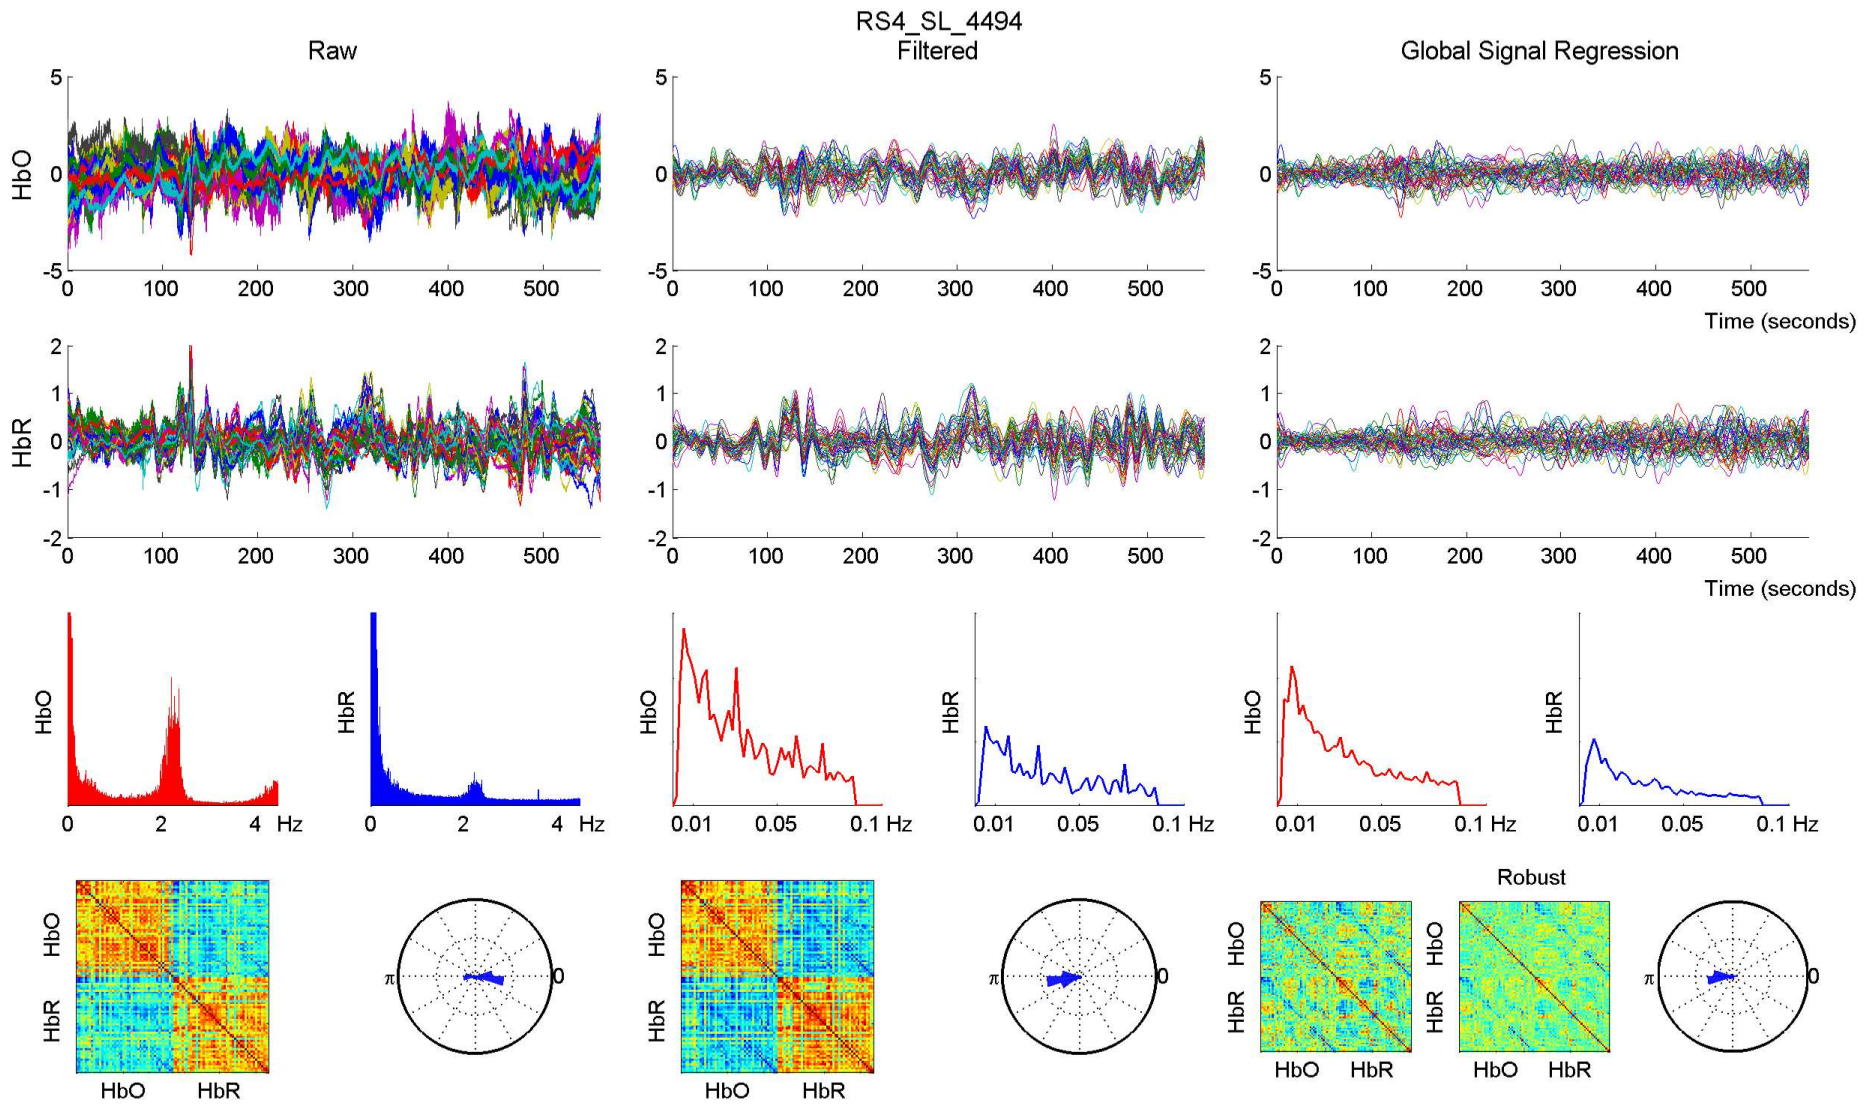 RS4_SL_4494
Raw
Filtered
Global Signal Regression
HbO
5
0
-5
0 100 200 300 400 500
5
0
-5
0 100 200 300 400 500
5
0
-5
0 100 200 300 400 500
Time (seconds)
HbR
2
1
0
-1
-2
0 100 200 300 400 500
2
1
0
-1
-2
0 100 200 300 400 500
2
1
0
-1
-2
0 100 200 300 400 500
Time (seconds)
HbO
0 2 4 Hz
HbR
0 2 4 Hz
HbO
0.01 0.05 0.1 Hz
HbR
0.01 0.05 0.1 Hz
HbO
0.01 0.05 0.1 Hz
HbR
0.01 0.05 0.1 Hz
HbO
HbR
HbO HbR
π 0
HbO
HbR
HbO HbR
π 0
HbO
HbR
HbO HbR
Robust
HbO
HbR
HbO HbR
π 0